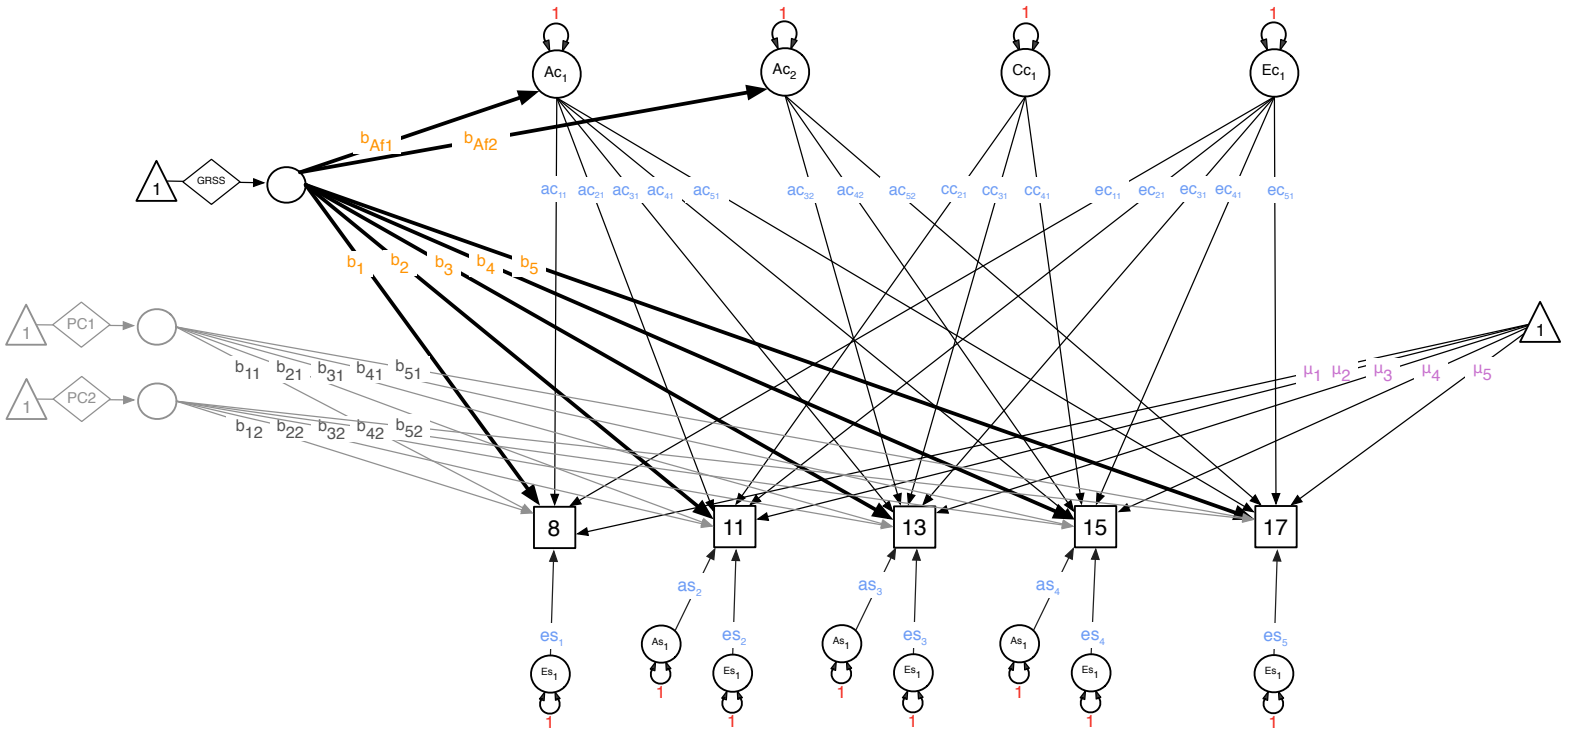 1 1 1 1
Ac₁ Ac₂ Cc₁ Ec₁
b_Af1 b_Af2
1 GRSS
ac₁₁ ac₂₁ ac₃₁ ac₄₁ ac₅₁ ac₃₂ ac₄₂ ac₅₂ cc₂₁ cc₃₁ cc₄₁ ec₁₁ ec₂₁ ec₃₁ ec₄₁ ec₅₁
b₁ b₂ b₃ b₄ b₅
1 PC1 1
b₁₁ b₂₁ b₃₁ b₄₁ b₅₁ μ₁ μ₂ μ₃ μ₄ μ₅
1 PC2
b₁₂ b₂₂ b₃₂ b₄₂ b₅₂
8 11 13 15 17
as₂ as₃ as₄
es₁ es₂ es₃ es₄ es₅
As₁ As₁ As₁
Es₁ Es₁ Es₁ Es₁ Es₁
1 1 1
1 1 1 1 1